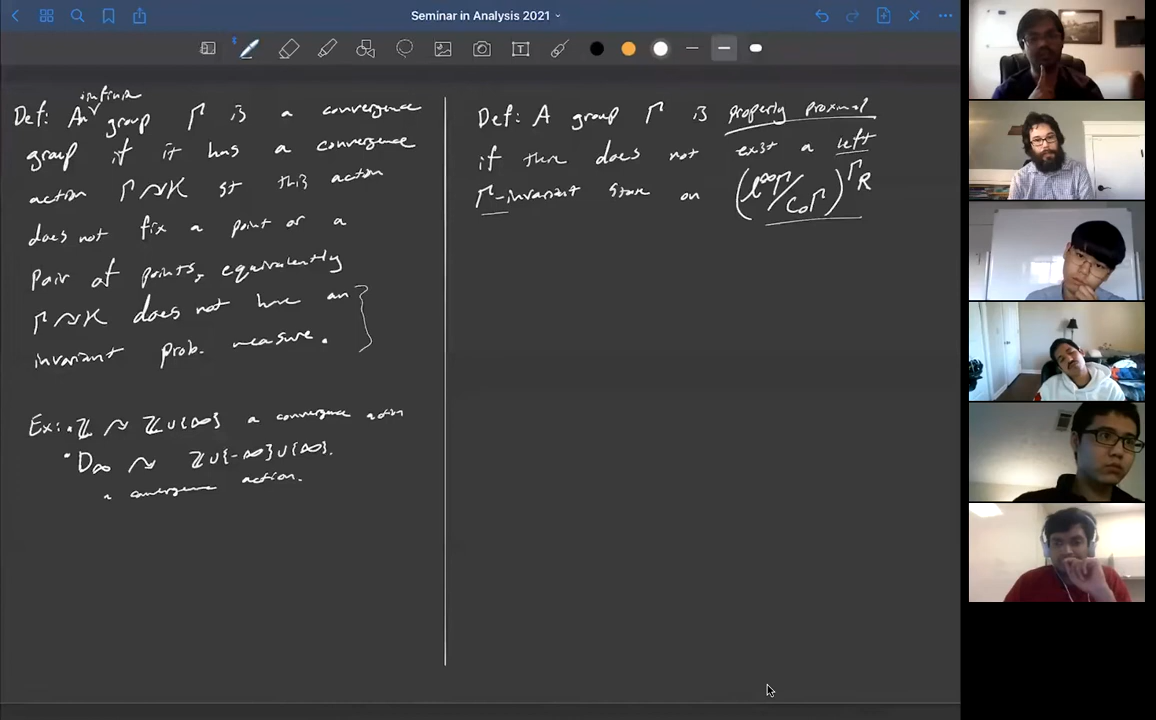 Seminar in Analysis 2021
infinite
Def: An group Γ is a convergence
group if it has a convergence
action Γ ↷ K st this action
does not fix a point or a
pair of points, equivalently
Γ ↷ K does not have an
invariant prob. measure.
Ex: • ℤ ↷ ℤ∪{∞} a convergence action
• D∞ ↷ ℤ∪{-∞}∪{∞}.
a convergence action.
Def: A group Γ is properly proximal
if there does not exist a left
Γ-invariant state on (ℓ^∞Γ/C₀Γ)^{Γ_R}